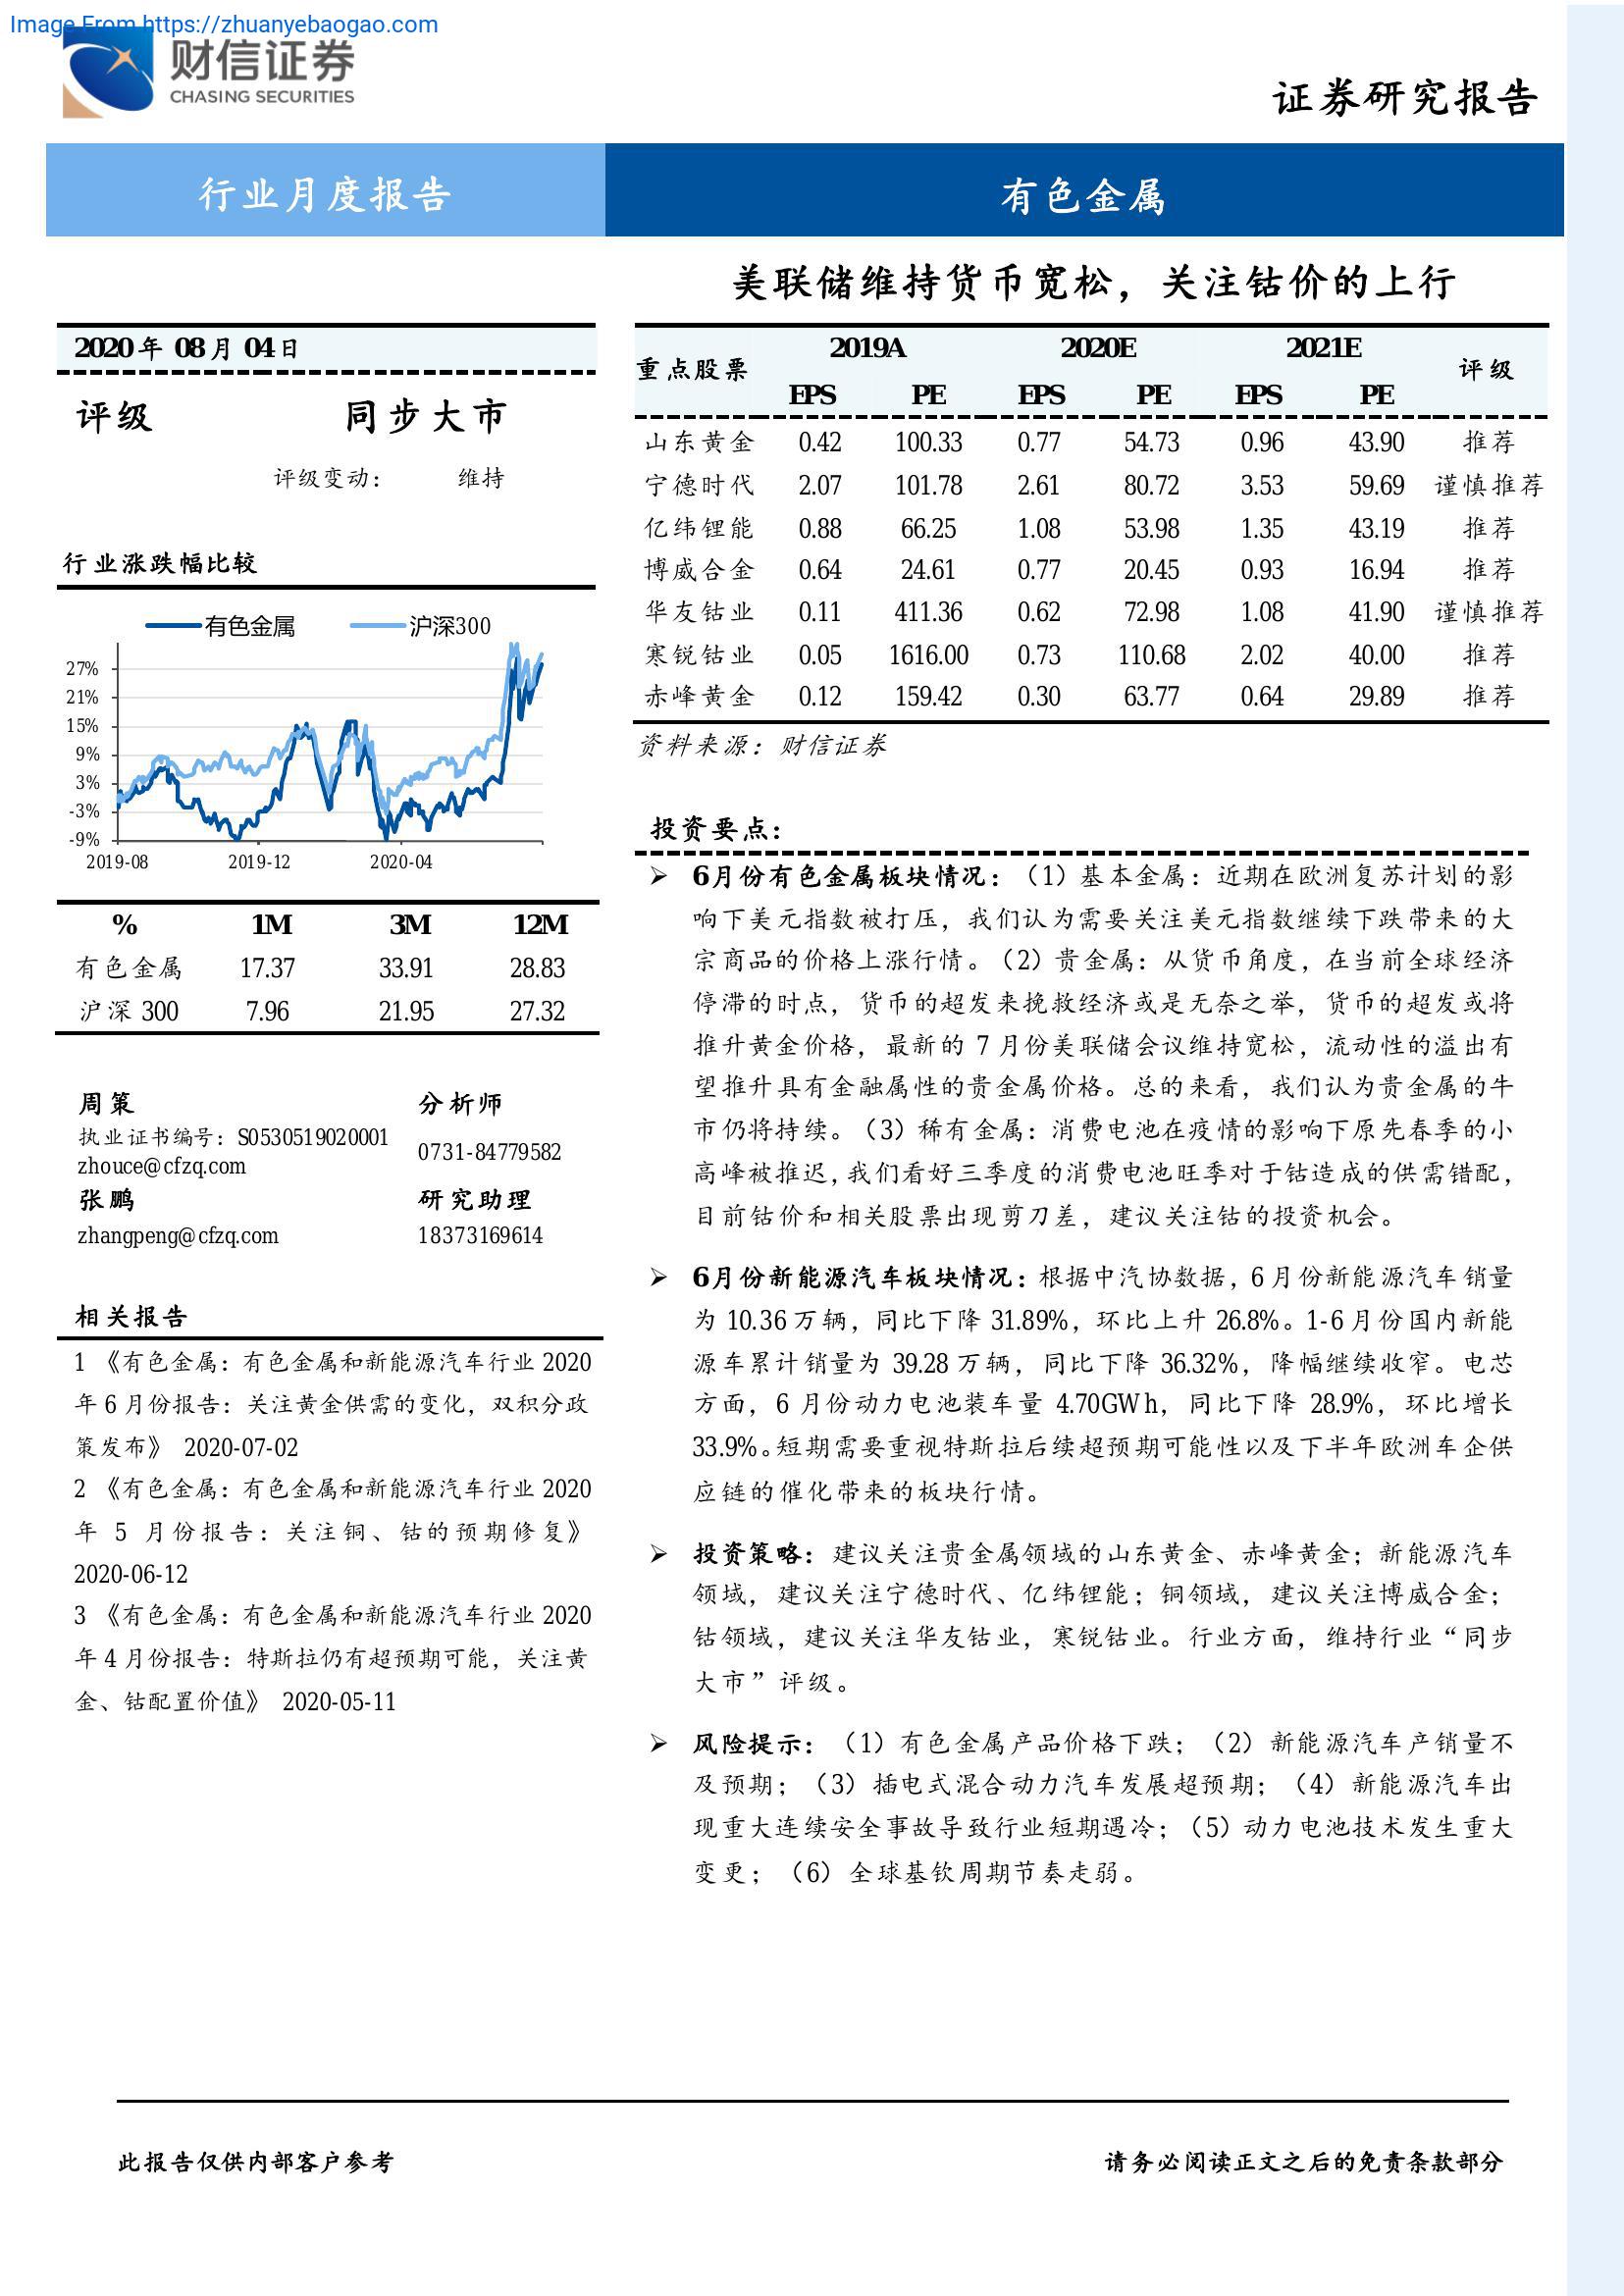 Image From https://zhuanyebaogao.com
财信证券
CHASING SECURITIES
证券研究报告
行业月度报告
有色金属
美联储维持货币宽松，关注钴价的上行
2020 年 08 月 04 日
评级 同步大市
评级变动： 维持
行业涨跌幅比较
有色金属 沪深300
27%
21%
15%
9%
3%
-3%
-9%
2019-08 2019-12 2020-04
% 1M 3M 12M
有色金属 17.37 33.91 28.83
沪深 300 7.96 21.95 27.32
周策 分析师
执业证书编号：S0530519020001 0731-84779582
zhouce@cfzq.com
张鹏 研究助理
zhangpeng@cfzq.com 18373169614
相关报告
1 《有色金属：有色金属和新能源汽车行业 2020
年 6 月份报告：关注黄金供需的变化，双积分政
策发布》 2020-07-02
2 《有色金属：有色金属和新能源汽车行业 2020
年 5 月份报告：关注铜、钴的预期修复》
2020-06-12
3 《有色金属：有色金属和新能源汽车行业 2020
年 4 月份报告：特斯拉仍有超预期可能，关注黄
金、钴配置价值》 2020-05-11
重点股票 2019A 2020E 2021E 评级
EPS PE EPS PE EPS PE
山东黄金 0.42 100.33 0.77 54.73 0.96 43.90 推荐
宁德时代 2.07 101.78 2.61 80.72 3.53 59.69 谨慎推荐
亿纬锂能 0.88 66.25 1.08 53.98 1.35 43.19 推荐
博威合金 0.64 24.61 0.77 20.45 0.93 16.94 推荐
华友钴业 0.11 411.36 0.62 72.98 1.08 41.90 谨慎推荐
寒锐钴业 0.05 1616.00 0.73 110.68 2.02 40.00 推荐
赤峰黄金 0.12 159.42 0.30 63.77 0.64 29.89 推荐
资料来源：财信证券
投资要点：
➢ 6月份有色金属板块情况：（1）基本金属：近期在欧洲复苏计划的影
响下美元指数被打压，我们认为需要关注美元指数继续下跌带来的大
宗商品的价格上涨行情。（2）贵金属：从货币角度，在当前全球经济
停滞的时点，货币的超发来挽救经济或是无奈之举，货币的超发或将
推升黄金价格，最新的 7 月份美联储会议维持宽松，流动性的溢出有
望推升具有金融属性的贵金属价格。总的来看，我们认为贵金属的牛
市仍将持续。（3）稀有金属：消费电池在疫情的影响下原先春季的小
高峰被推迟，我们看好三季度的消费电池旺季对于钴造成的供需错配，
目前钴价和相关股票出现剪刀差，建议关注钴的投资机会。
➢ 6月份新能源汽车板块情况：根据中汽协数据，6 月份新能源汽车销量
为 10.36 万辆，同比下降 31.89%，环比上升 26.8%。1-6 月份国内新能
源车累计销量为 39.28 万辆，同比下降 36.32%，降幅继续收窄。电芯
方面，6 月份动力电池装车量 4.70GWh，同比下降 28.9%，环比增长
33.9%。短期需要重视特斯拉后续超预期可能性以及下半年欧洲车企供
应链的催化带来的板块行情。
➢ 投资策略：建议关注贵金属领域的山东黄金、赤峰黄金；新能源汽车
领域，建议关注宁德时代、亿纬锂能；铜领域，建议关注博威合金；
钴领域，建议关注华友钴业，寒锐钴业。行业方面，维持行业“同步
大市”评级。
➢ 风险提示：（1）有色金属产品价格下跌；（2）新能源汽车产销量不
及预期；（3）插电式混合动力汽车发展超预期；（4）新能源汽车出
现重大连续安全事故导致行业短期遇冷；（5）动力电池技术发生重大
变更；（6）全球基钦周期节奏走弱。
此报告仅供内部客户参考
请务必阅读正文之后的免责条款部分